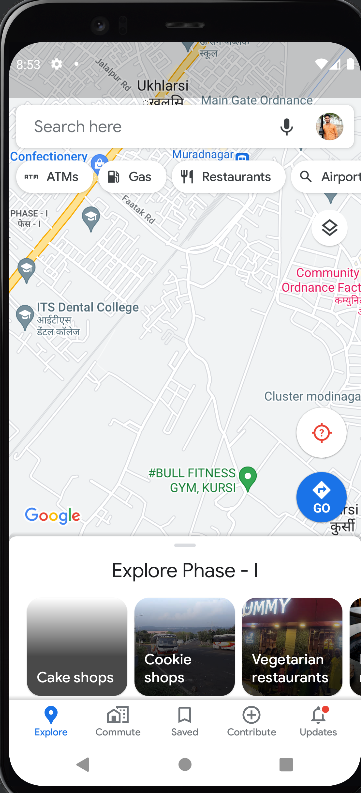 8:53
स्कूल
Jalalpur Rd
Ukhlarsi
उखलर्सि
Main Gate Ordnance
Search here
Confectionery
Muradnagar
ATM
ATMs
Gas
Restaurants
Airport
PHASE - I
फेस - I
Faatak Rd
Community
Ordnance Fact
ITS Dental College
आईटीएस
डेंटल कॉलेज
Cluster modinaga
#BULL FITNESS
GYM, KURSI
Google
GO
rsi
कुर्सी
Explore Phase - I
Cake shops
Cookie
shops
UMMY
Vegetarian
restaurants
Explore
Commute
Saved
Contribute
Updates